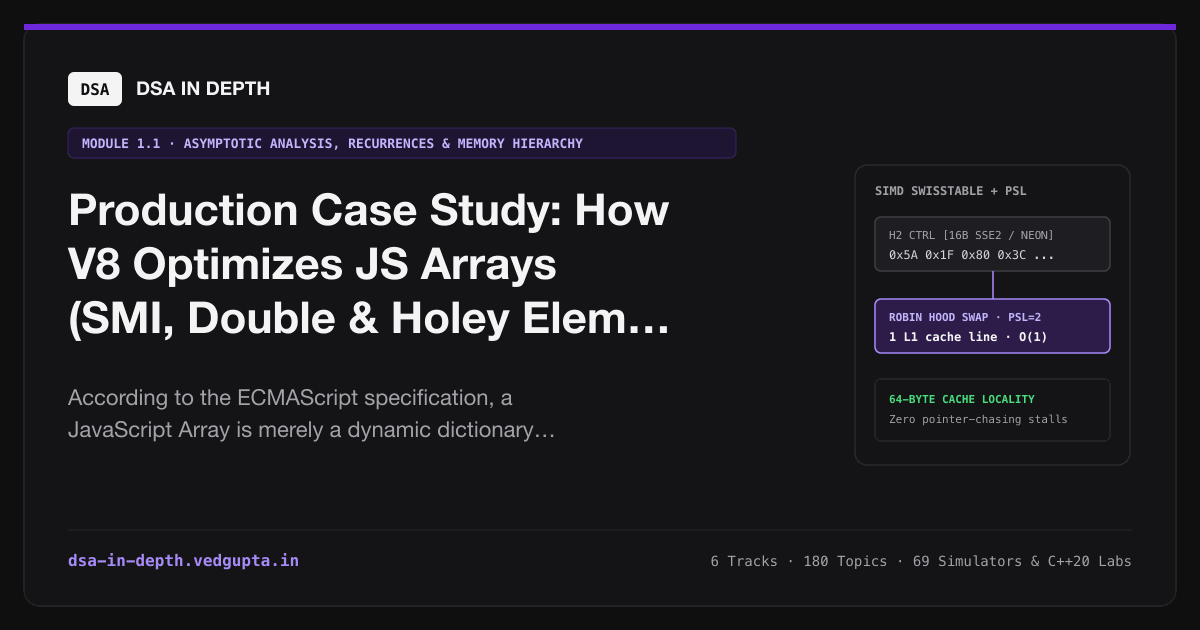 DSA
DSA IN DEPTH
MODULE 1.1 · ASYMPTOTIC ANALYSIS, RECURRENCES & MEMORY HIERARCHY
Production Case Study: How
V8 Optimizes JS Arrays
(SMI, Double & Holey Elem…
According to the ECMAScript specification, a
JavaScript Array is merely a dynamic dictionary…
SIMD SWISSTABLE + PSL
H2 CTRL [16B SSE2 / NEON]
0x5A 0x1F 0x80 0x3C ...
ROBIN HOOD SWAP · PSL=2
1 L1 cache line · O(1)
64-BYTE CACHE LOCALITY
Zero pointer-chasing stalls
dsa-in-depth.vedgupta.in
6 Tracks · 180 Topics · 69 Simulators & C++20 Labs